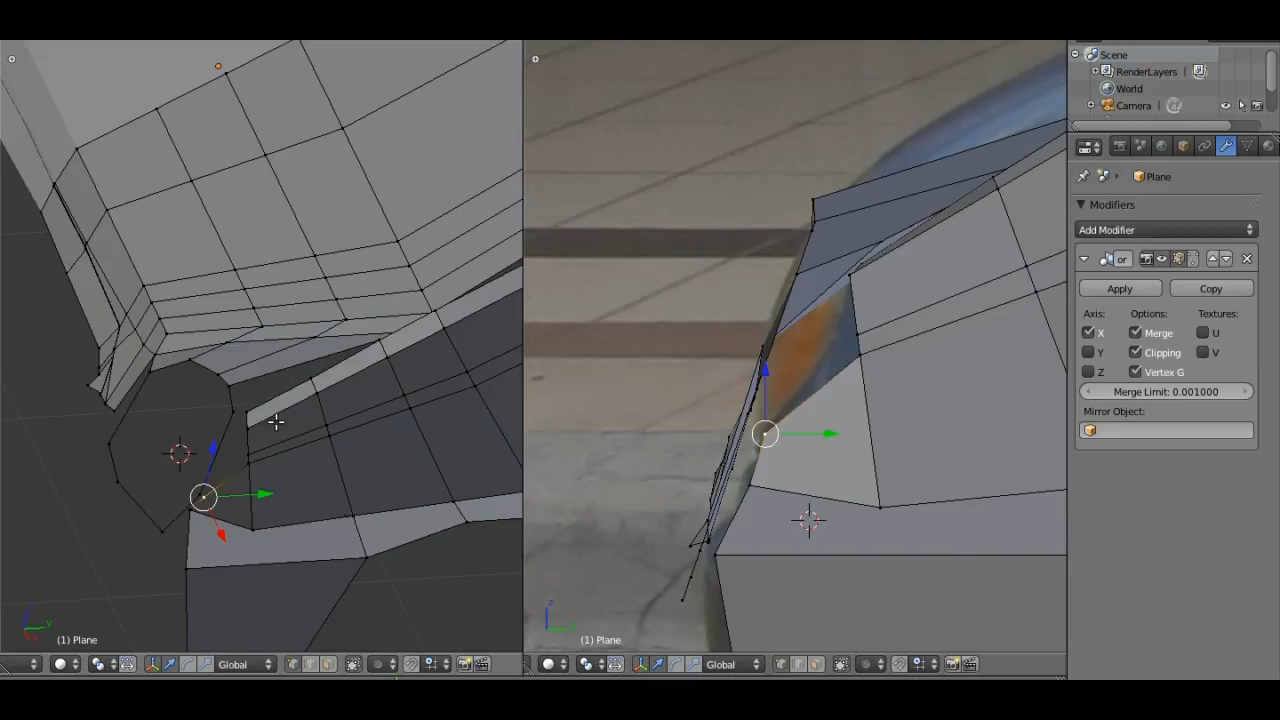 Scene
RenderLayers
World
Camera
Plane
Modifiers
Add Modifier
or
Apply
Copy
Axis:
Options:
Textures:
X
Merge
U
Y
Clipping
V
Z
Vertex G
Merge Limit: 0.001000
Mirror Object:
y
z
(1) Plane
(1) Plane
Global
Global